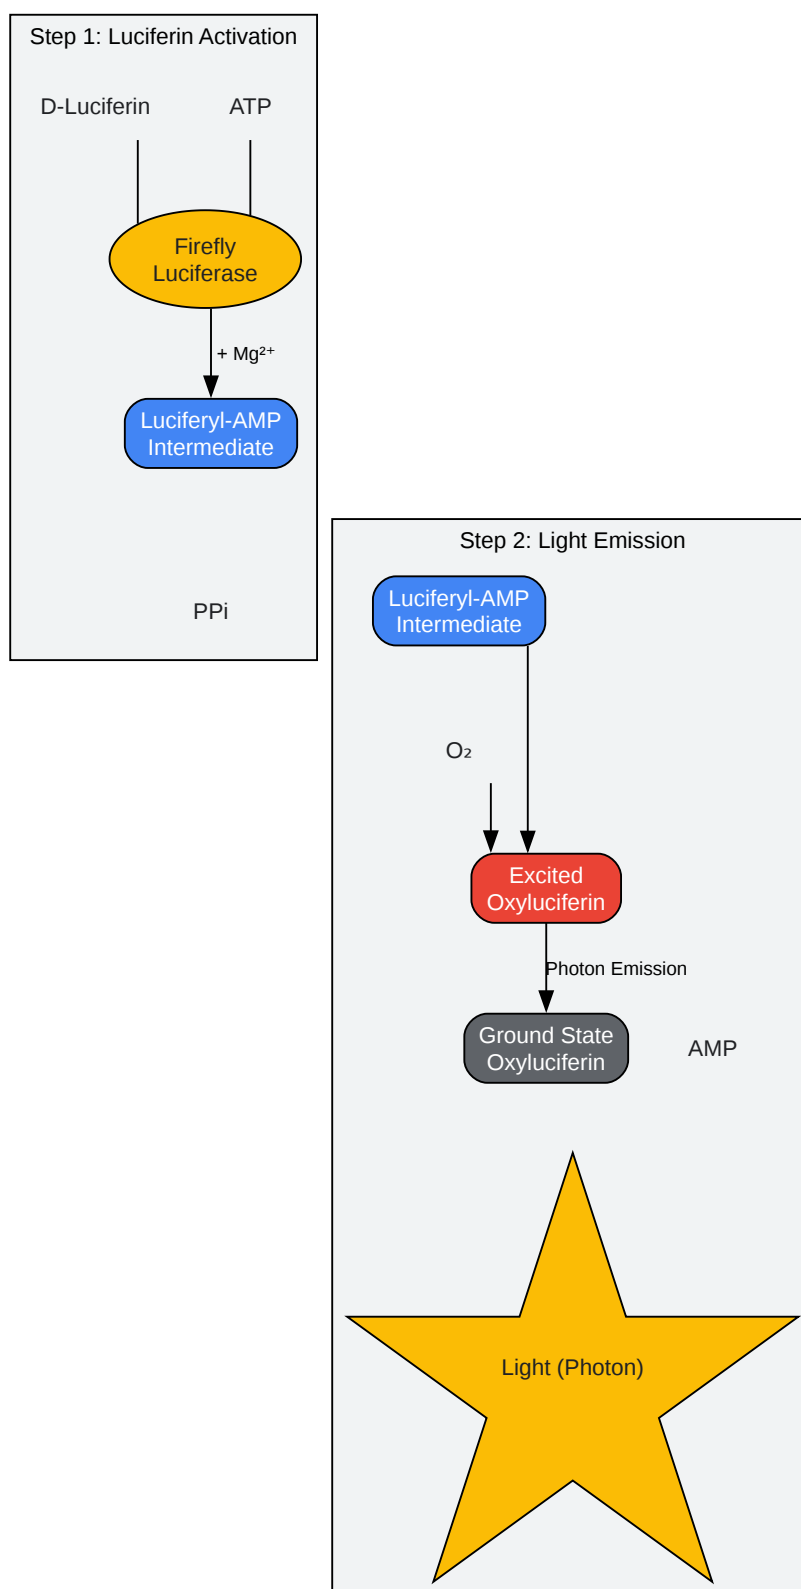 Step 1: Luciferin Activation
D-Luciferin
ATP
Firefly
Luciferase
+ Mg²⁺
Luciferyl-AMP
Intermediate
PPi
Step 2: Light Emission
Luciferyl-AMP
Intermediate
O₂
Excited
Oxyluciferin
Photon Emission
Ground State
Oxyluciferin
AMP
Light (Photon)